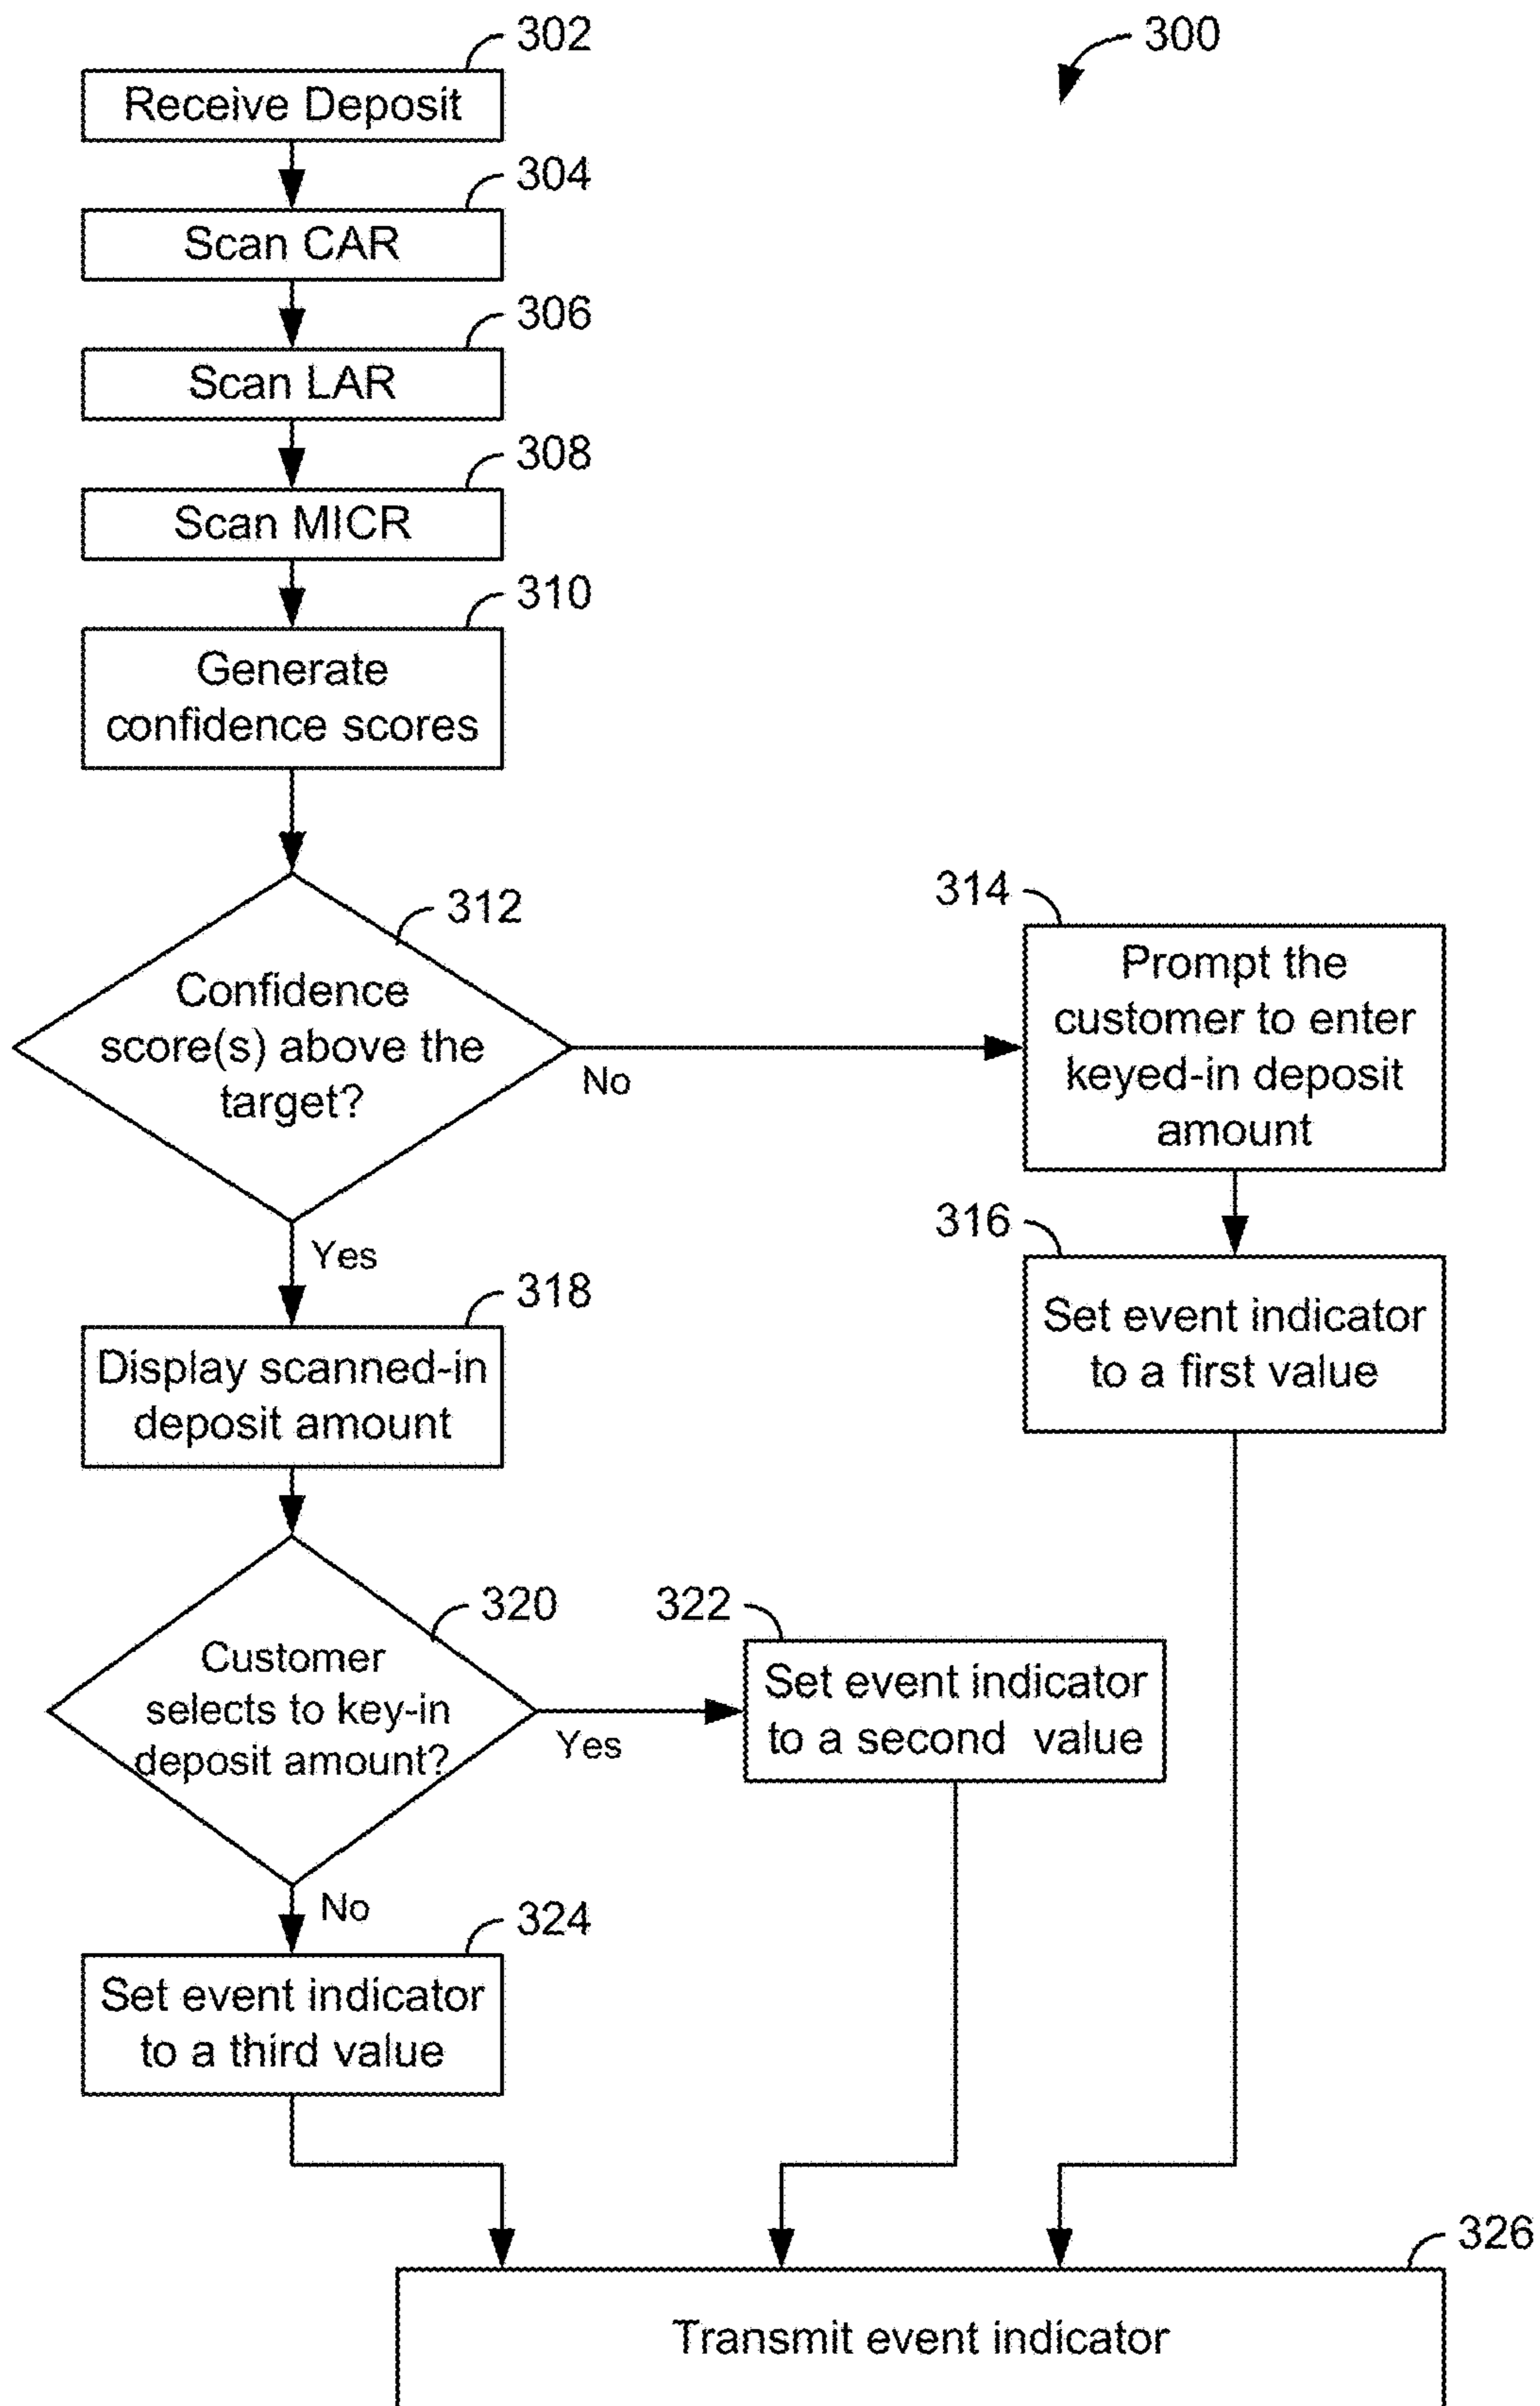 302
300
Receive Deposit
304
Scan CAR
306
Scan LAR
308
Scan MICR
310
Generate
confidence scores
312
Confidence
score(s) above the
target?
No
Yes
314
Prompt the
customer to enter
keyed-in deposit
amount
316
Set event indicator
to a first value
318
Display scanned-in
deposit amount
320
Customer
selects to key-in
deposit amount?
Yes
No
322
Set event indicator
to a second value
324
Set event indicator
to a third value
326
Transmit event indicator